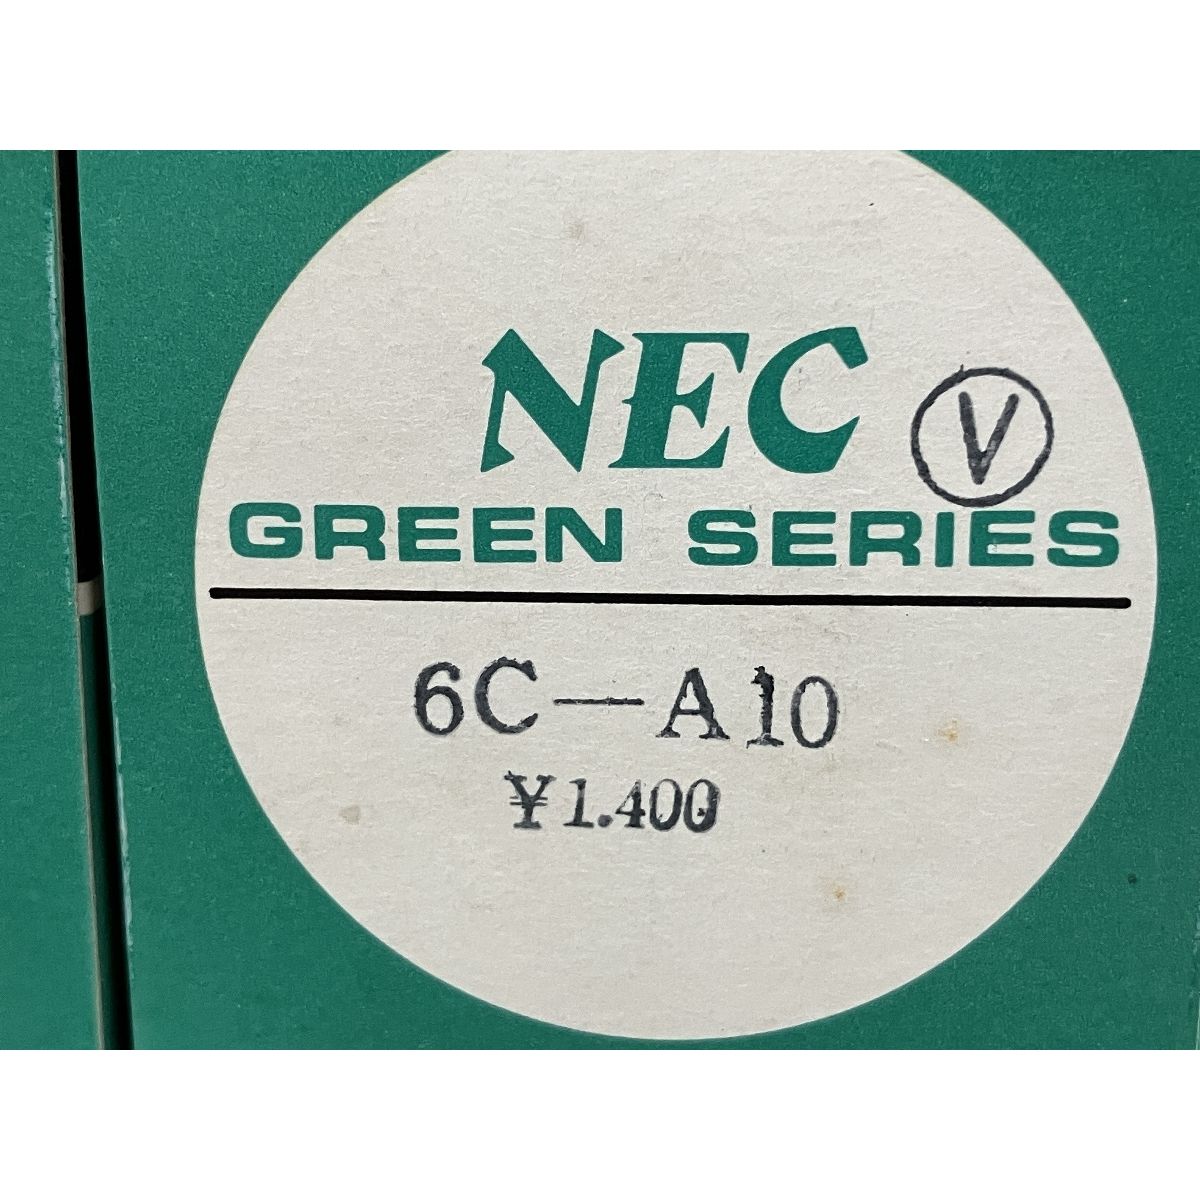 NEC Ⓥ
GREEN SERIES
6C—A10
¥1.400